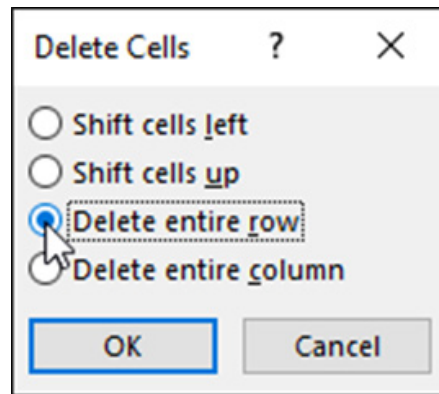 Delete Cells ?
Shift cells left
Shift cells up
Delete entire row
Delete entire column
OK Cancel